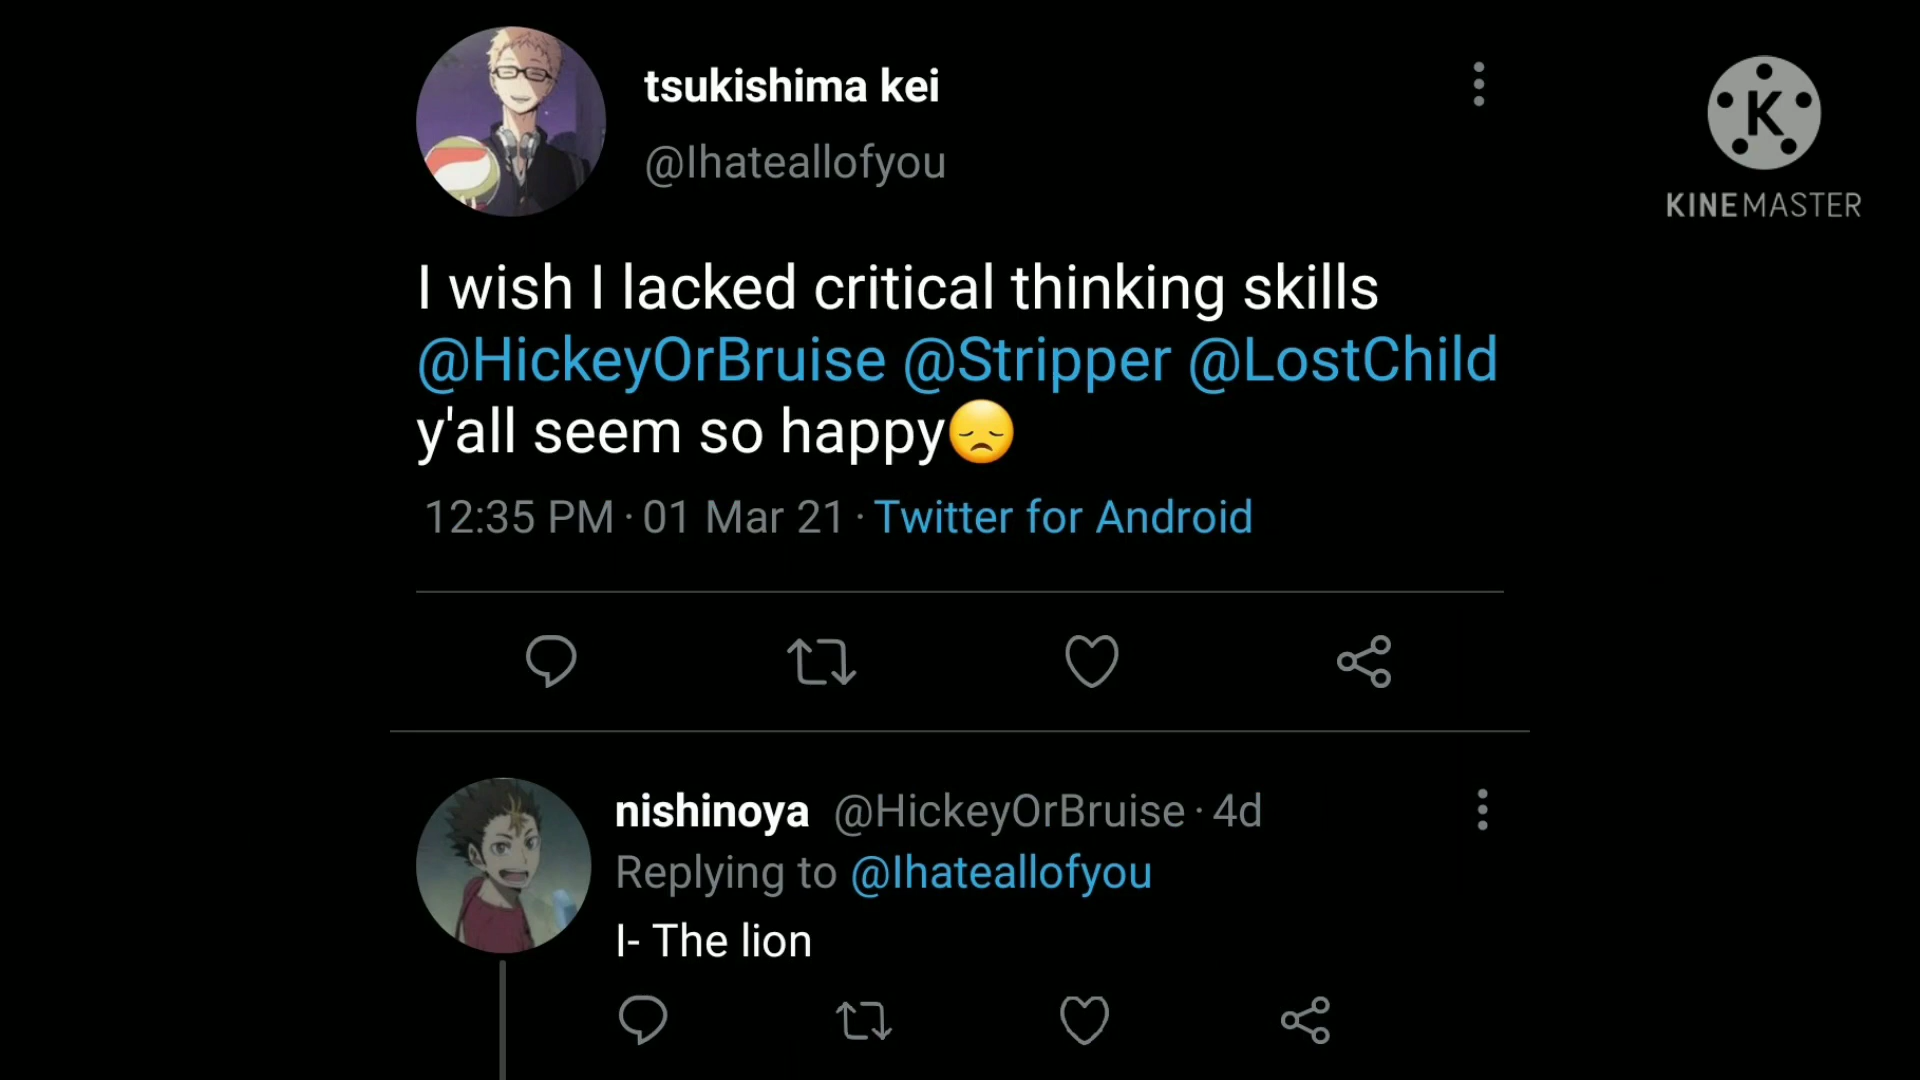 tsukishima kei
@Ihateallofyou
K
KINEMASTER
I wish I lacked critical thinking skills
@HickeyOrBruise @Stripper @LostChild
y'all seem so happy😞
12:35 PM · 01 Mar 21 · Twitter for Android
nishinoya @HickeyOrBruise · 4d
Replying to @Ihateallofyou
I- The lion